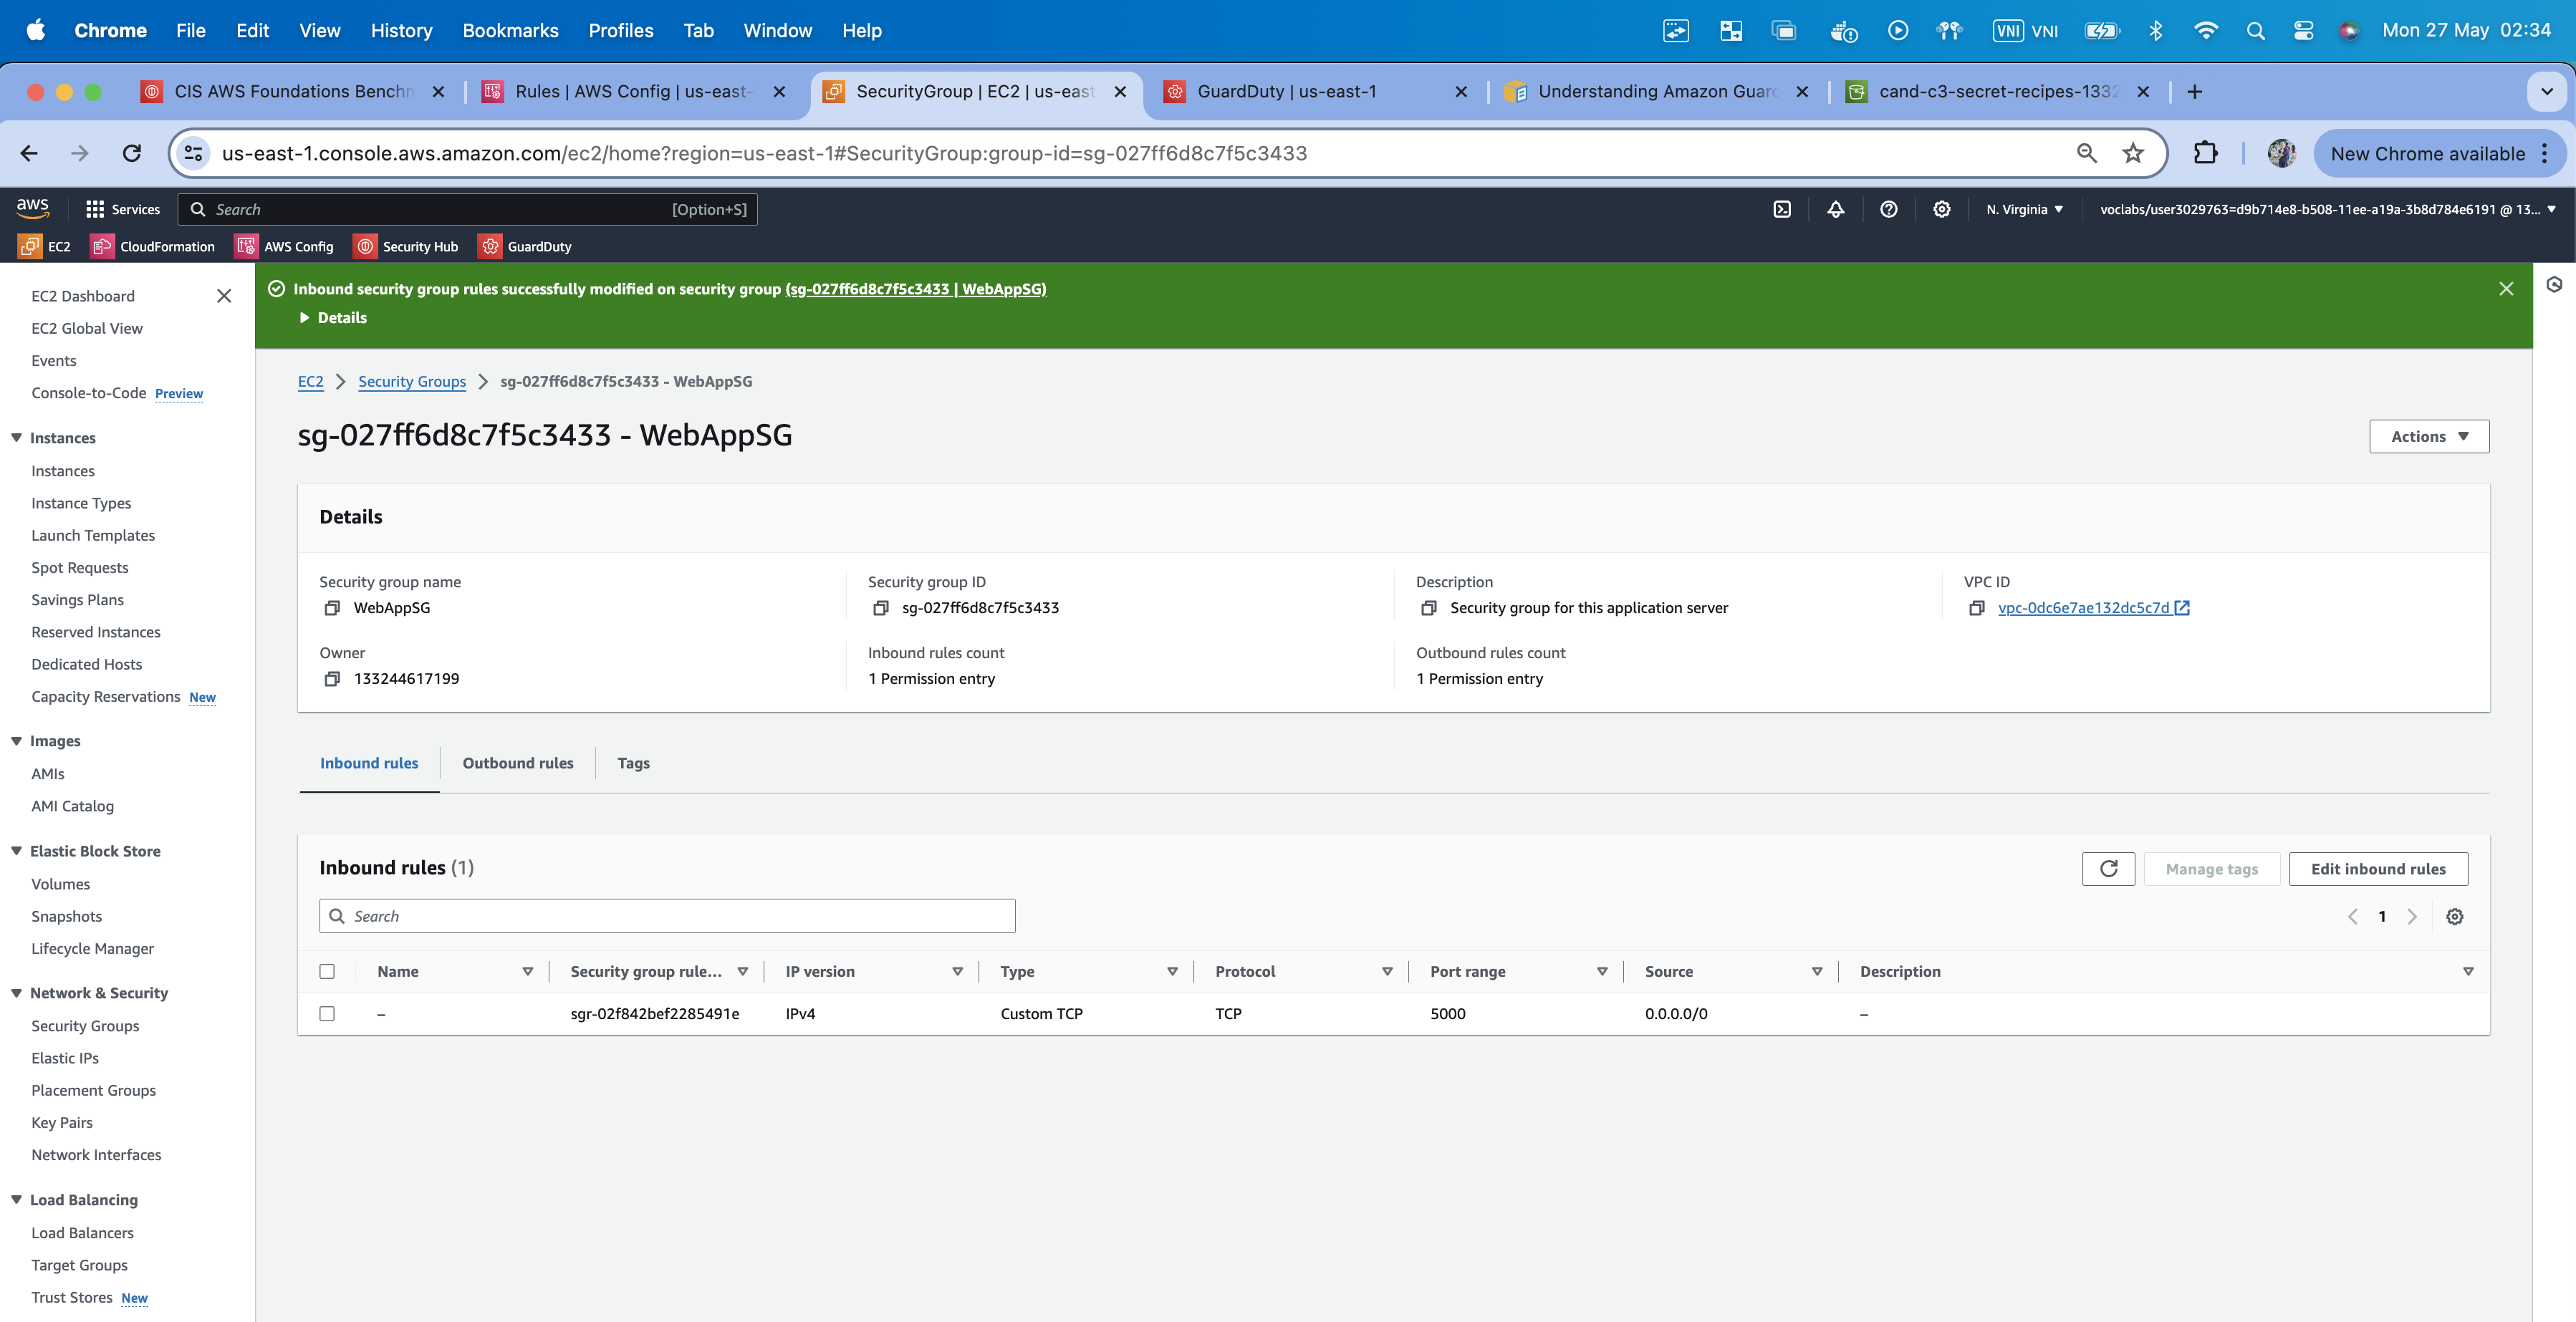 Chrome File Edit View History Bookmarks Profiles Tab Window Help VNI VNI Mon 27 May 02:34
CIS AWS Foundations Benchm Rules | AWS Config | us-east- SecurityGroup | EC2 | us-east GuardDuty | us-east-1 Understanding Amazon Guard cand-c3-secret-recipes-1332
us-east-1.console.aws.amazon.com/ec2/home?region=us-east-1#SecurityGroup:group-id=sg-027ff6d8c7f5c3433 New Chrome available
aws Services Search [Option+S] N. Virginia voclabs/user3029763=d9b714e8-b508-11ee-a19a-3b8d784e6191 @ 13...
EC2 CloudFormation AWS Config Security Hub GuardDuty
EC2 Dashboard
EC2 Global View
Events
Console-to-Code Preview
Instances
Instances
Instance Types
Launch Templates
Spot Requests
Savings Plans
Reserved Instances
Dedicated Hosts
Capacity Reservations New
Images
AMIs
AMI Catalog
Elastic Block Store
Volumes
Snapshots
Lifecycle Manager
Network & Security
Security Groups
Elastic IPs
Placement Groups
Key Pairs
Network Interfaces
Load Balancing
Load Balancers
Target Groups
Trust Stores New
Inbound security group rules successfully modified on security group (sg-027ff6d8c7f5c3433 | WebAppSG)
Details
EC2 Security Groups sg-027ff6d8c7f5c3433 - WebAppSG
sg-027ff6d8c7f5c3433 - WebAppSG
Actions
Details
Security group name Security group ID Description VPC ID
WebAppSG sg-027ff6d8c7f5c3433 Security group for this application server vpc-0dc6e7ae132dc5c7d
Owner Inbound rules count Outbound rules count
133244617199 1 Permission entry 1 Permission entry
Inbound rules Outbound rules Tags
Inbound rules (1)
Manage tags Edit inbound rules
Search
1
Name Security group rule... IP version Type Protocol Port range Source Description
– sgr-02f842bef2285491e IPv4 Custom TCP TCP 5000 0.0.0.0/0 –